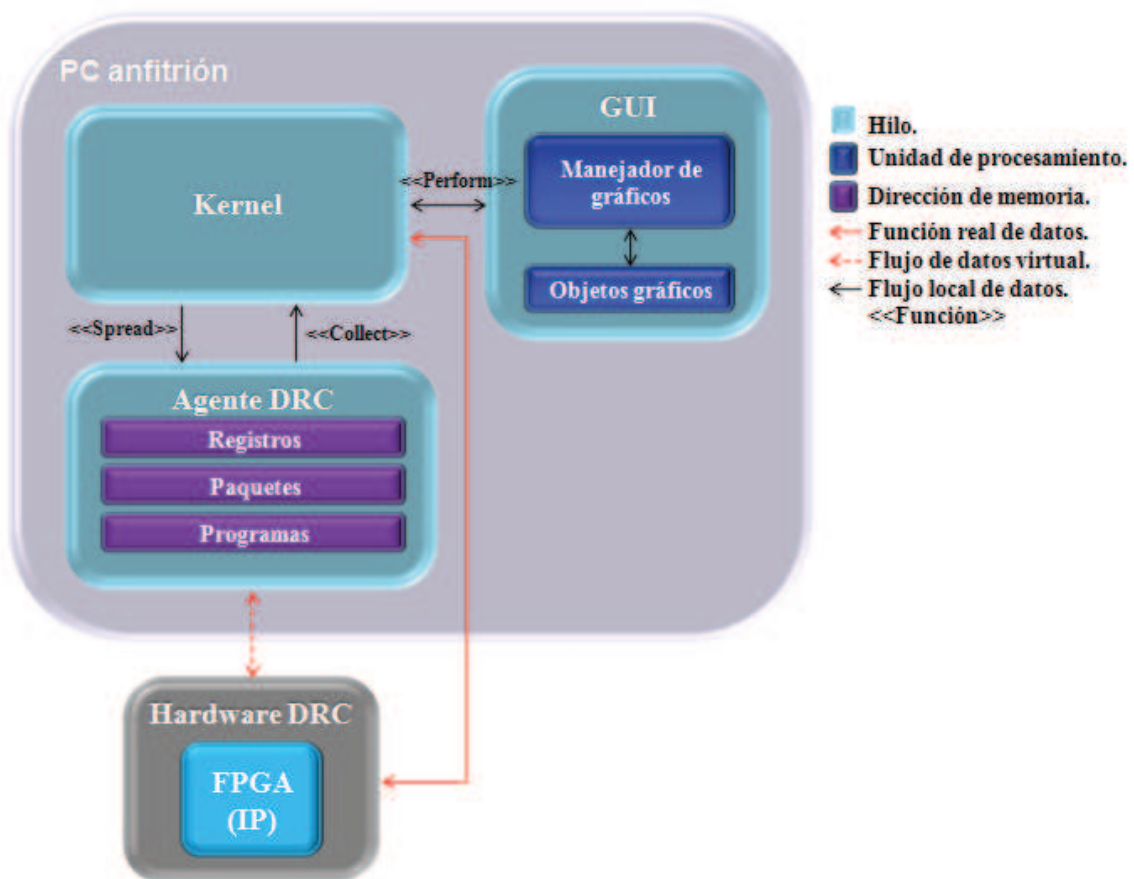 PC anfitrión
Kernel
<<Perform>>
GUI
Manejador de
gráficos
Objetos gráficos
<<Spread>>
<<Collect>>
Agente DRC
Registros
Paquetes
Programas
Hardware DRC
FPGA
(IP)
Hilo.
Unidad de procesamiento.
Dirección de memoria.
Función real de datos.
Flujo de datos virtual.
Flujo local de datos.
<<Función>>